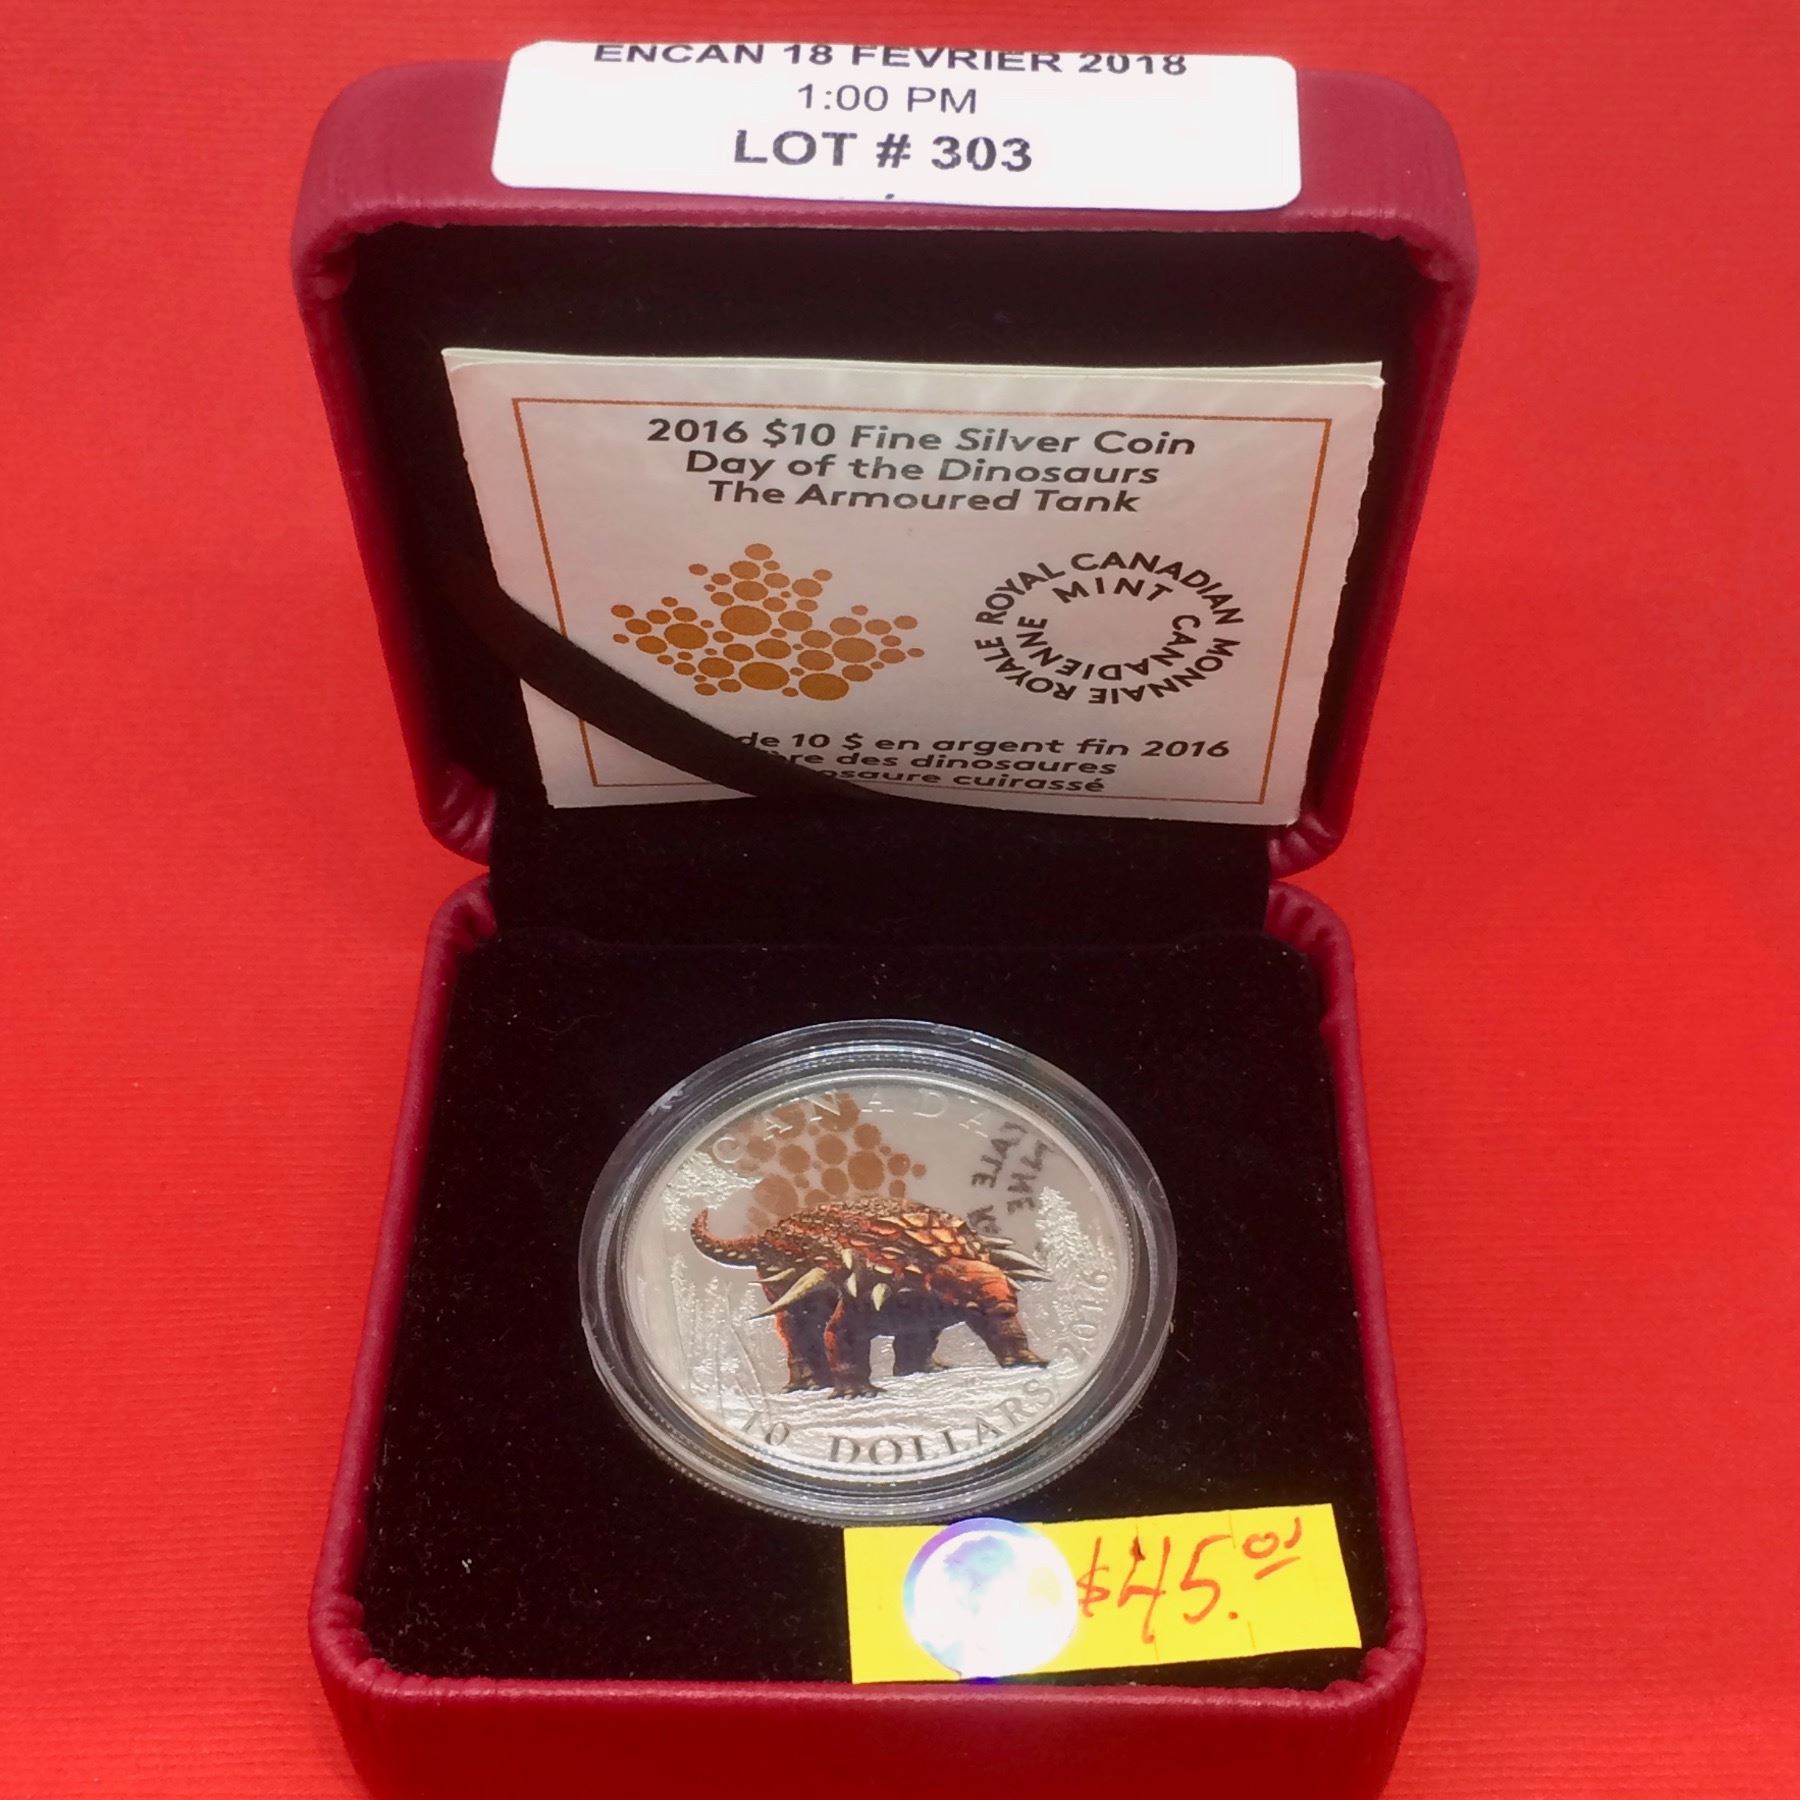 ENCAN 18 FEVRIER 2018
1:00 PM
LOT # 303
2016 $10 Fine Silver Coin
Day of the Dinosaurs
The Armoured Tank
ROYAL CANADIAN MINT
MONNAIE ROYALE CANADIENNE
de 10 $ en argent fin 2016
des dinosaures
cuirassé
CANADA
2016
10 DOLLARS
$45.